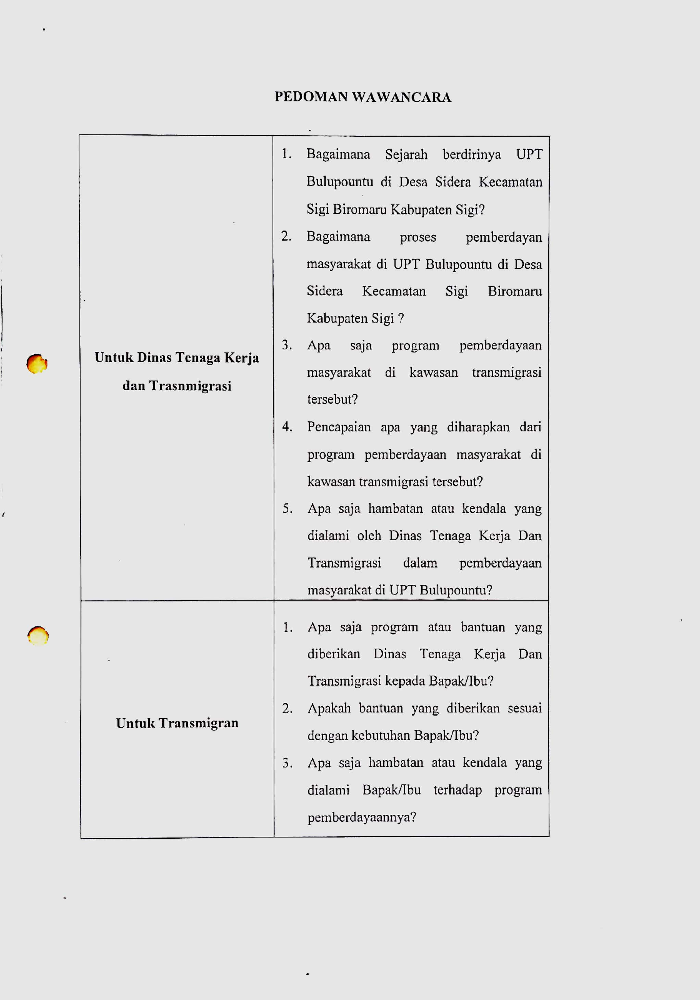 PEDOMAN WAWANCARA
Untuk Dinas Tenaga Kerja
dan Trasnmigrasi
1. Bagaimana Sejarah berdirinya UPT
Bulupountu di Desa Sidera Kecamatan
Sigi Biromaru Kabupaten Sigi?
2. Bagaimana proses pemberdayan
masyarakat di UPT Bulupountu di Desa
Sidera Kecamatan Sigi Biromaru
Kabupaten Sigi ?
3. Apa saja program pemberdayaan
masyarakat di kawasan transmigrasi
tersebut?
4. Pencapaian apa yang diharapkan dari
program pemberdayaan masyarakat di
kawasan transmigrasi tersebut?
5. Apa saja hambatan atau kendala yang
dialami oleh Dinas Tenaga Kerja Dan
Transmigrasi dalam pemberdayaan
masyarakat di UPT Bulupountu?
Untuk Transmigran
1. Apa saja program atau bantuan yang
diberikan Dinas Tenaga Kerja Dan
Transmigrasi kepada Bapak/Ibu?
2. Apakah bantuan yang diberikan sesuai
dengan kebutuhan Bapak/Ibu?
3. Apa saja hambatan atau kendala yang
dialami Bapak/Ibu terhadap program
pemberdayaannya?